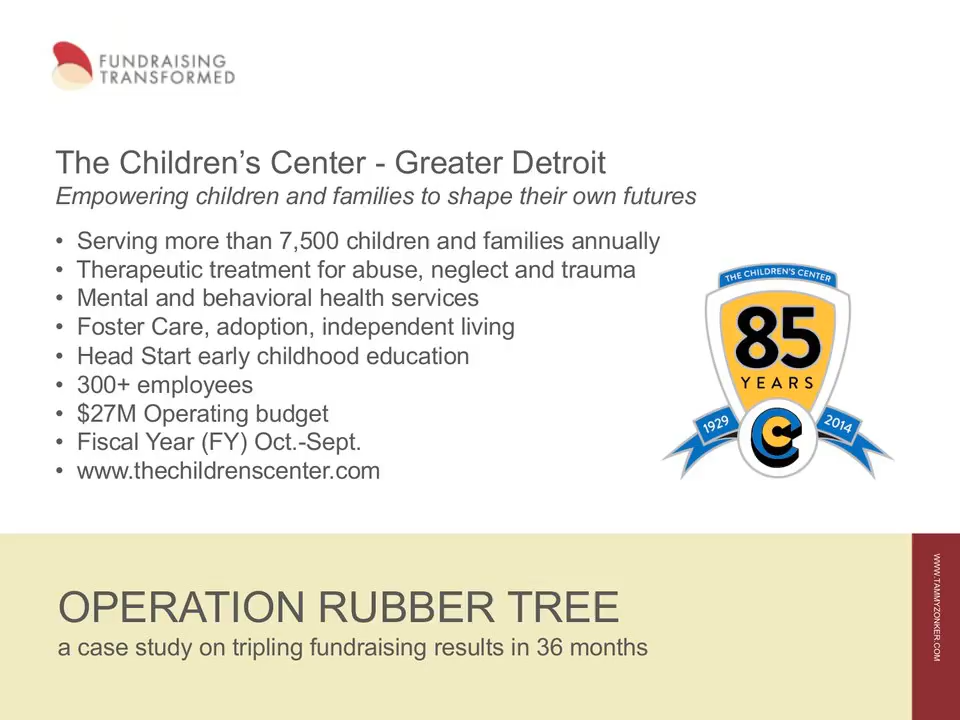 FUNDRAISING
TRANSFORMED
The Children’s Center - Greater Detroit
Empowering children and families to shape their own futures
• Serving more than 7,500 children and families annually
• Therapeutic treatment for abuse, neglect and trauma
• Mental and behavioral health services
• Foster Care, adoption, independent living
• Head Start early childhood education
• 300+ employees
• $27M Operating budget
• Fiscal Year (FY) Oct.-Sept.
• www.thechildrenscenter.com
THE CHILDREN'S CENTER
85
YEARS
1929
2014
CC
OPERATION RUBBER TREE
a case study on tripling fundraising results in 36 months
WWW.TAMMYZONKER.COM